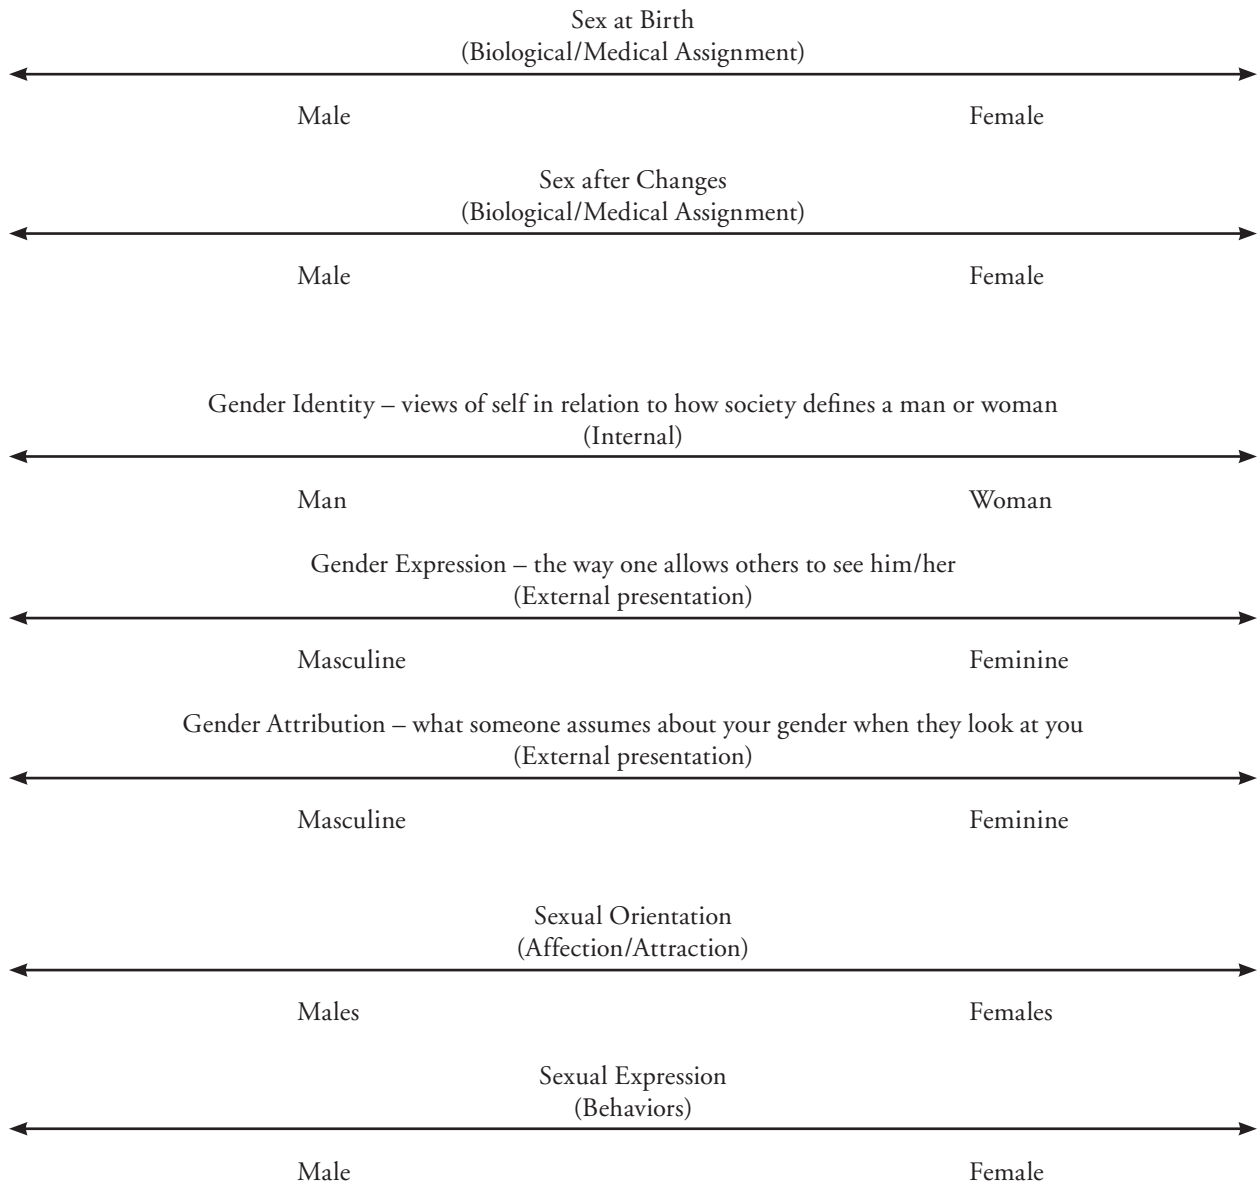 Sex at Birth
(Biological/Medical Assignment)
Male Female
Sex after Changes
(Biological/Medical Assignment)
Male Female
Gender Identity – views of self in relation to how society defines a man or woman
(Internal)
Man Woman
Gender Expression – the way one allows others to see him/her
(External presentation)
Masculine Feminine
Gender Attribution – what someone assumes about your gender when they look at you
(External presentation)
Masculine Feminine
Sexual Orientation
(Affection/Attraction)
Males Females
Sexual Expression
(Behaviors)
Male Female